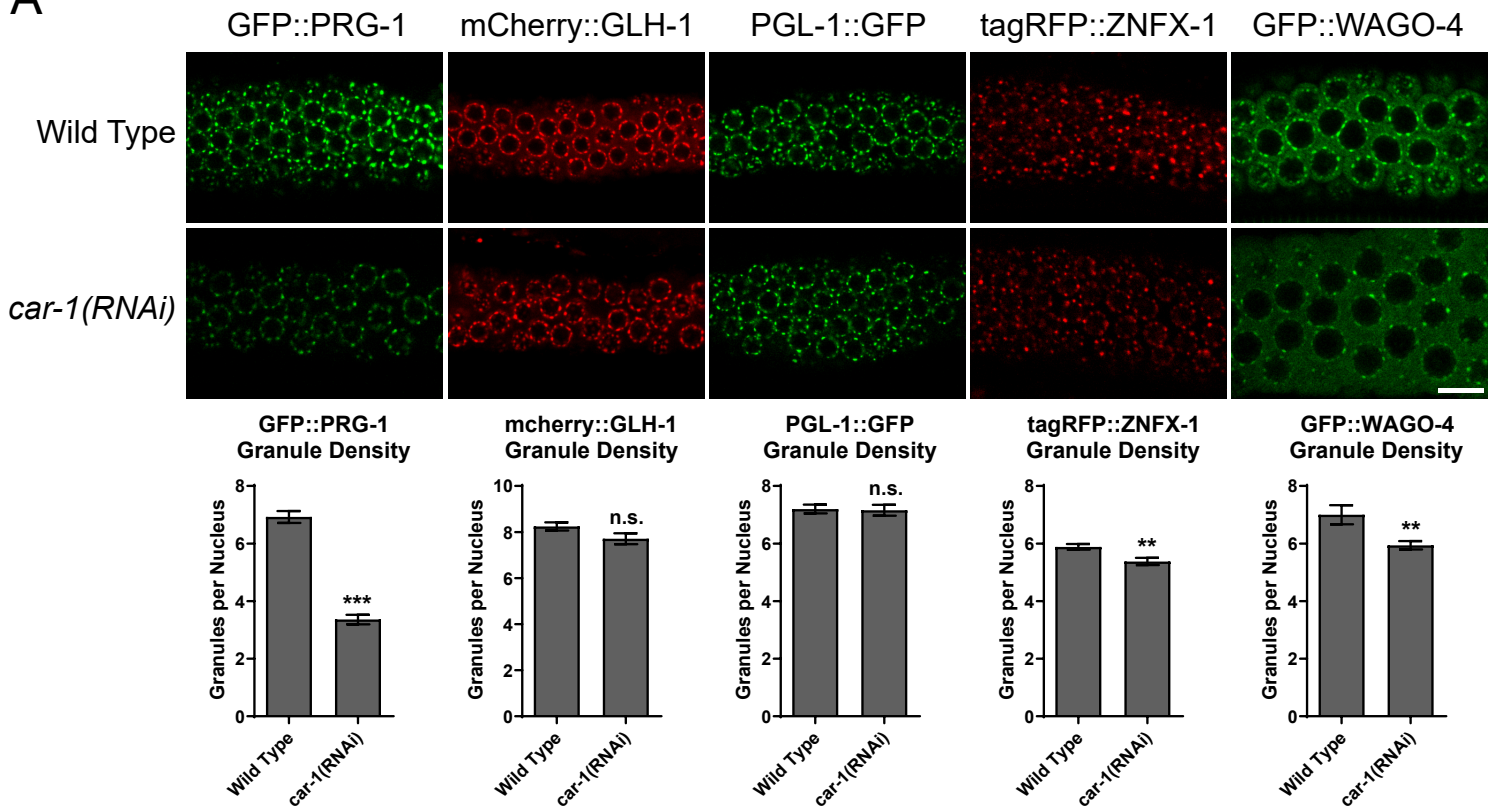 A
GFP::PRG-1 mCherry::GLH-1 PGL-1::GFP tagRFP::ZNFX-1 GFP::WAGO-4
Wild Type
car-1(RNAi)
GFP::PRG-1
Granule Density
Granules per Nucleus
8
6
4
2
0
***
Wild Type
car-1(RNAi)
mcherry::GLH-1
Granule Density
Granules per Nucleus
10
8
6
4
2
0
n.s.
Wild Type
car-1(RNAi)
PGL-1::GFP
Granule Density
Granules per Nucleus
8
6
4
2
0
n.s.
Wild Type
car-1(RNAi)
tagRFP::ZNFX-1
Granule Density
Granules per Nucleus
8
6
4
2
0
**
Wild Type
car-1(RNAi)
GFP::WAGO-4
Granule Density
Granules per Nucleus
8
6
4
2
0
**
Wild Type
car-1(RNAi)